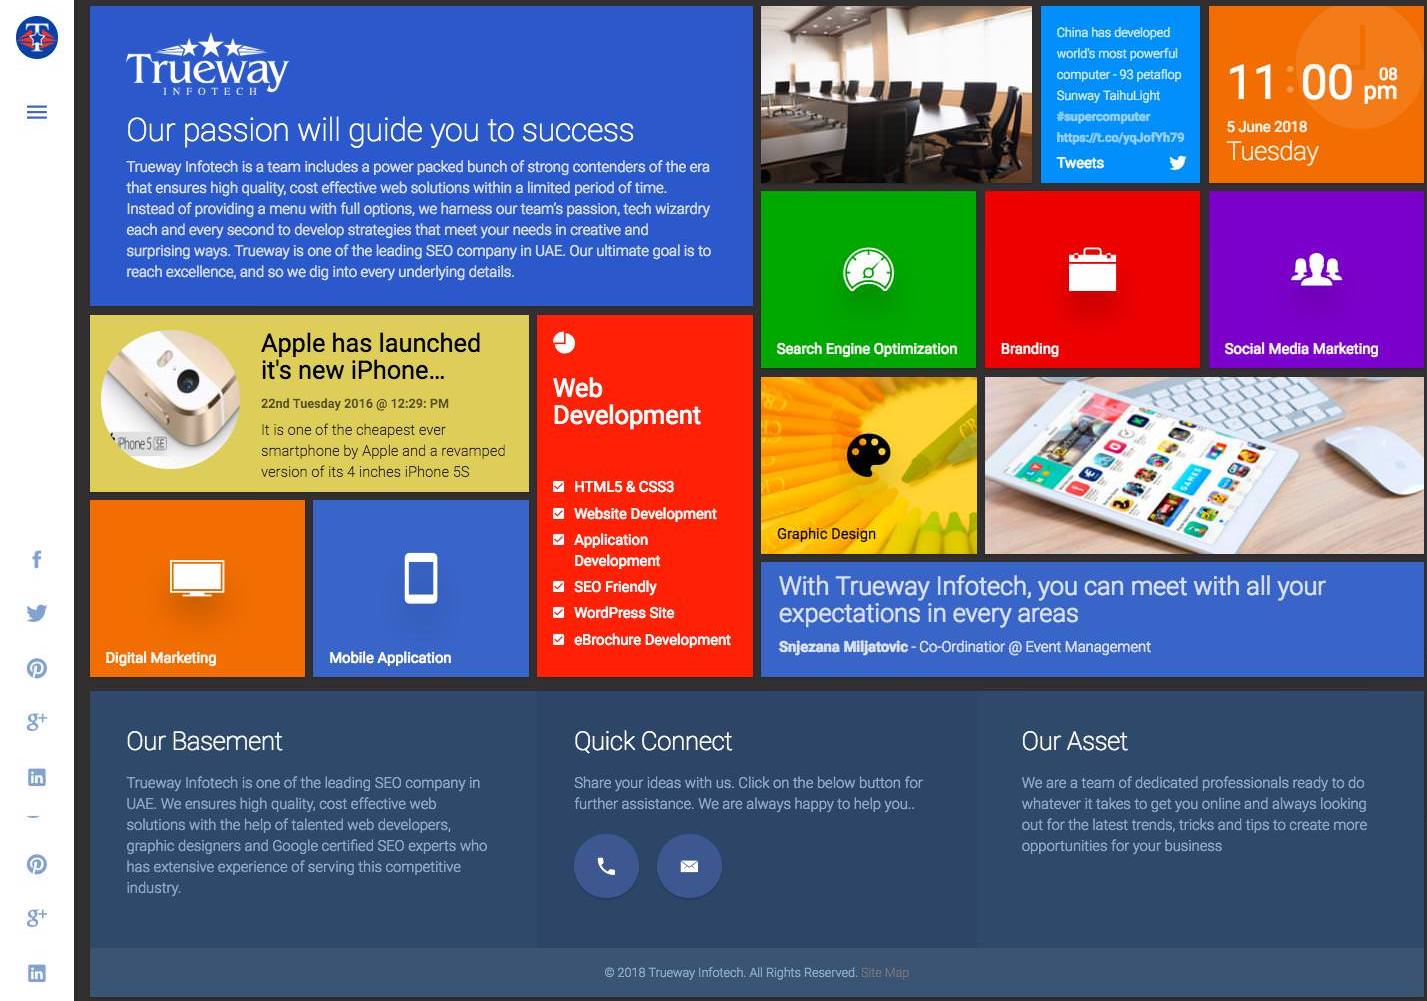 Trueway
INFOTECH
Our passion will guide you to success
Trueway Infotech is a team includes a power packed bunch of strong contenders of the era
that ensures high quality, cost effective web solutions within a limited period of time.
Instead of providing a menu with full options, we harness our team's passion, tech wizardry
each and every second to develop strategies that meet your needs in creative and
surprising ways. Trueway is one of the leading SEO company in UAE. Our ultimate goal is to
reach excellence, and so we dig into every underlying details.
China has developed
world's most powerful
computer - 93 petaflop
Sunway TaihuLight
#supercomputer
https://t.co/yqJofYh79
Tweets
11:00 08 pm
5 June 2018
Tuesday
Search Engine Optimization
Branding
Social Media Marketing
Apple has launched
it's new iPhone...
22nd Tuesday 2016 @ 12:29: PM
It is one of the cheapest ever
smartphone by Apple and a revamped
version of its 4 inches iPhone 5S
iPhone 5 SE
Web
Development
HTML5 & CSS3
Website Development
Application
Development
SEO Friendly
WordPress Site
eBrochure Development
Graphic Design
GAMES
Digital Marketing
Mobile Application
With Trueway Infotech, you can meet with all your
expectations in every areas
Snjezana Miljatovic - Co-Ordinatior @ Event Management
Our Basement
Trueway Infotech is one of the leading SEO company in
UAE. We ensures high quality, cost effective web
solutions with the help of talented web developers,
graphic designers and Google certified SEO experts who
has extensive experience of serving this competitive
industry.
Quick Connect
Share your ideas with us. Click on the below button for
further assistance. We are always happy to help you..
Our Asset
We are a team of dedicated professionals ready to do
whatever it takes to get you online and always looking
out for the latest trends, tricks and tips to create more
opportunities for your business
© 2018 Trueway Infotech. All Rights Reserved. Site Map